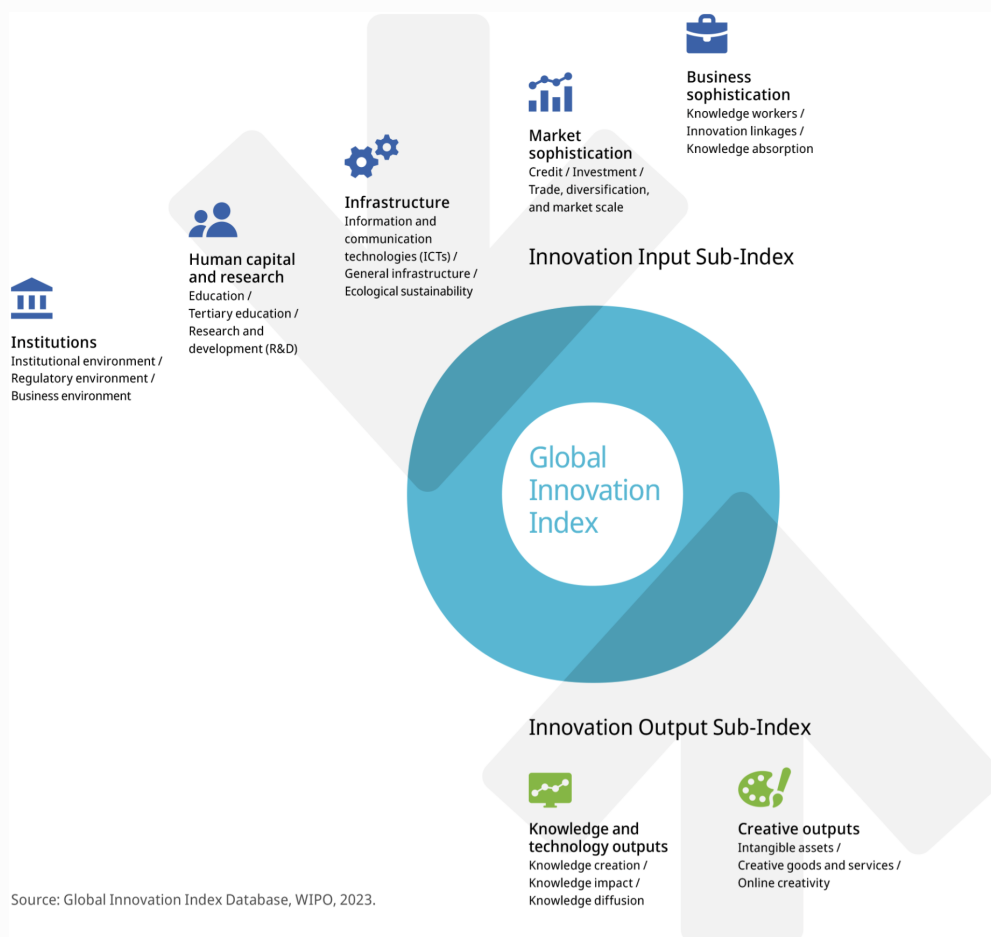 Business
sophistication
Knowledge workers /
Innovation linkages /
Knowledge absorption
Market
sophistication
Credit / Investment /
Trade, diversification,
and market scale
Infrastructure
Information and
communication
technologies (ICTs) /
General infrastructure /
Ecological sustainability
Human capital
and research
Education /
Tertiary education /
Research and
development (R&D)
Institutions
Institutional environment /
Regulatory environment /
Business environment
Innovation Input Sub-Index
Global
Innovation
Index
Innovation Output Sub-Index
Knowledge and
technology outputs
Knowledge creation /
Knowledge impact /
Knowledge diffusion
Creative outputs
Intangible assets /
Creative goods and services /
Online creativity
Source: Global Innovation Index Database, WIPO, 2023.